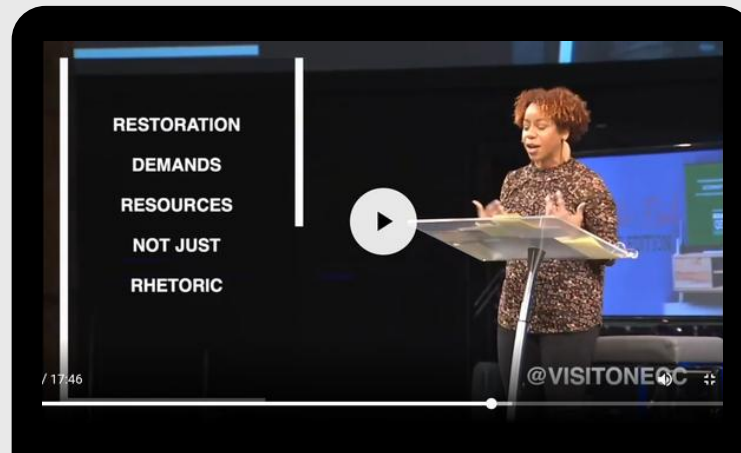 RESTORATION
DEMANDS
RESOURCES
NOT JUST
RHETORIC
/ 17:46
@VISITONECC